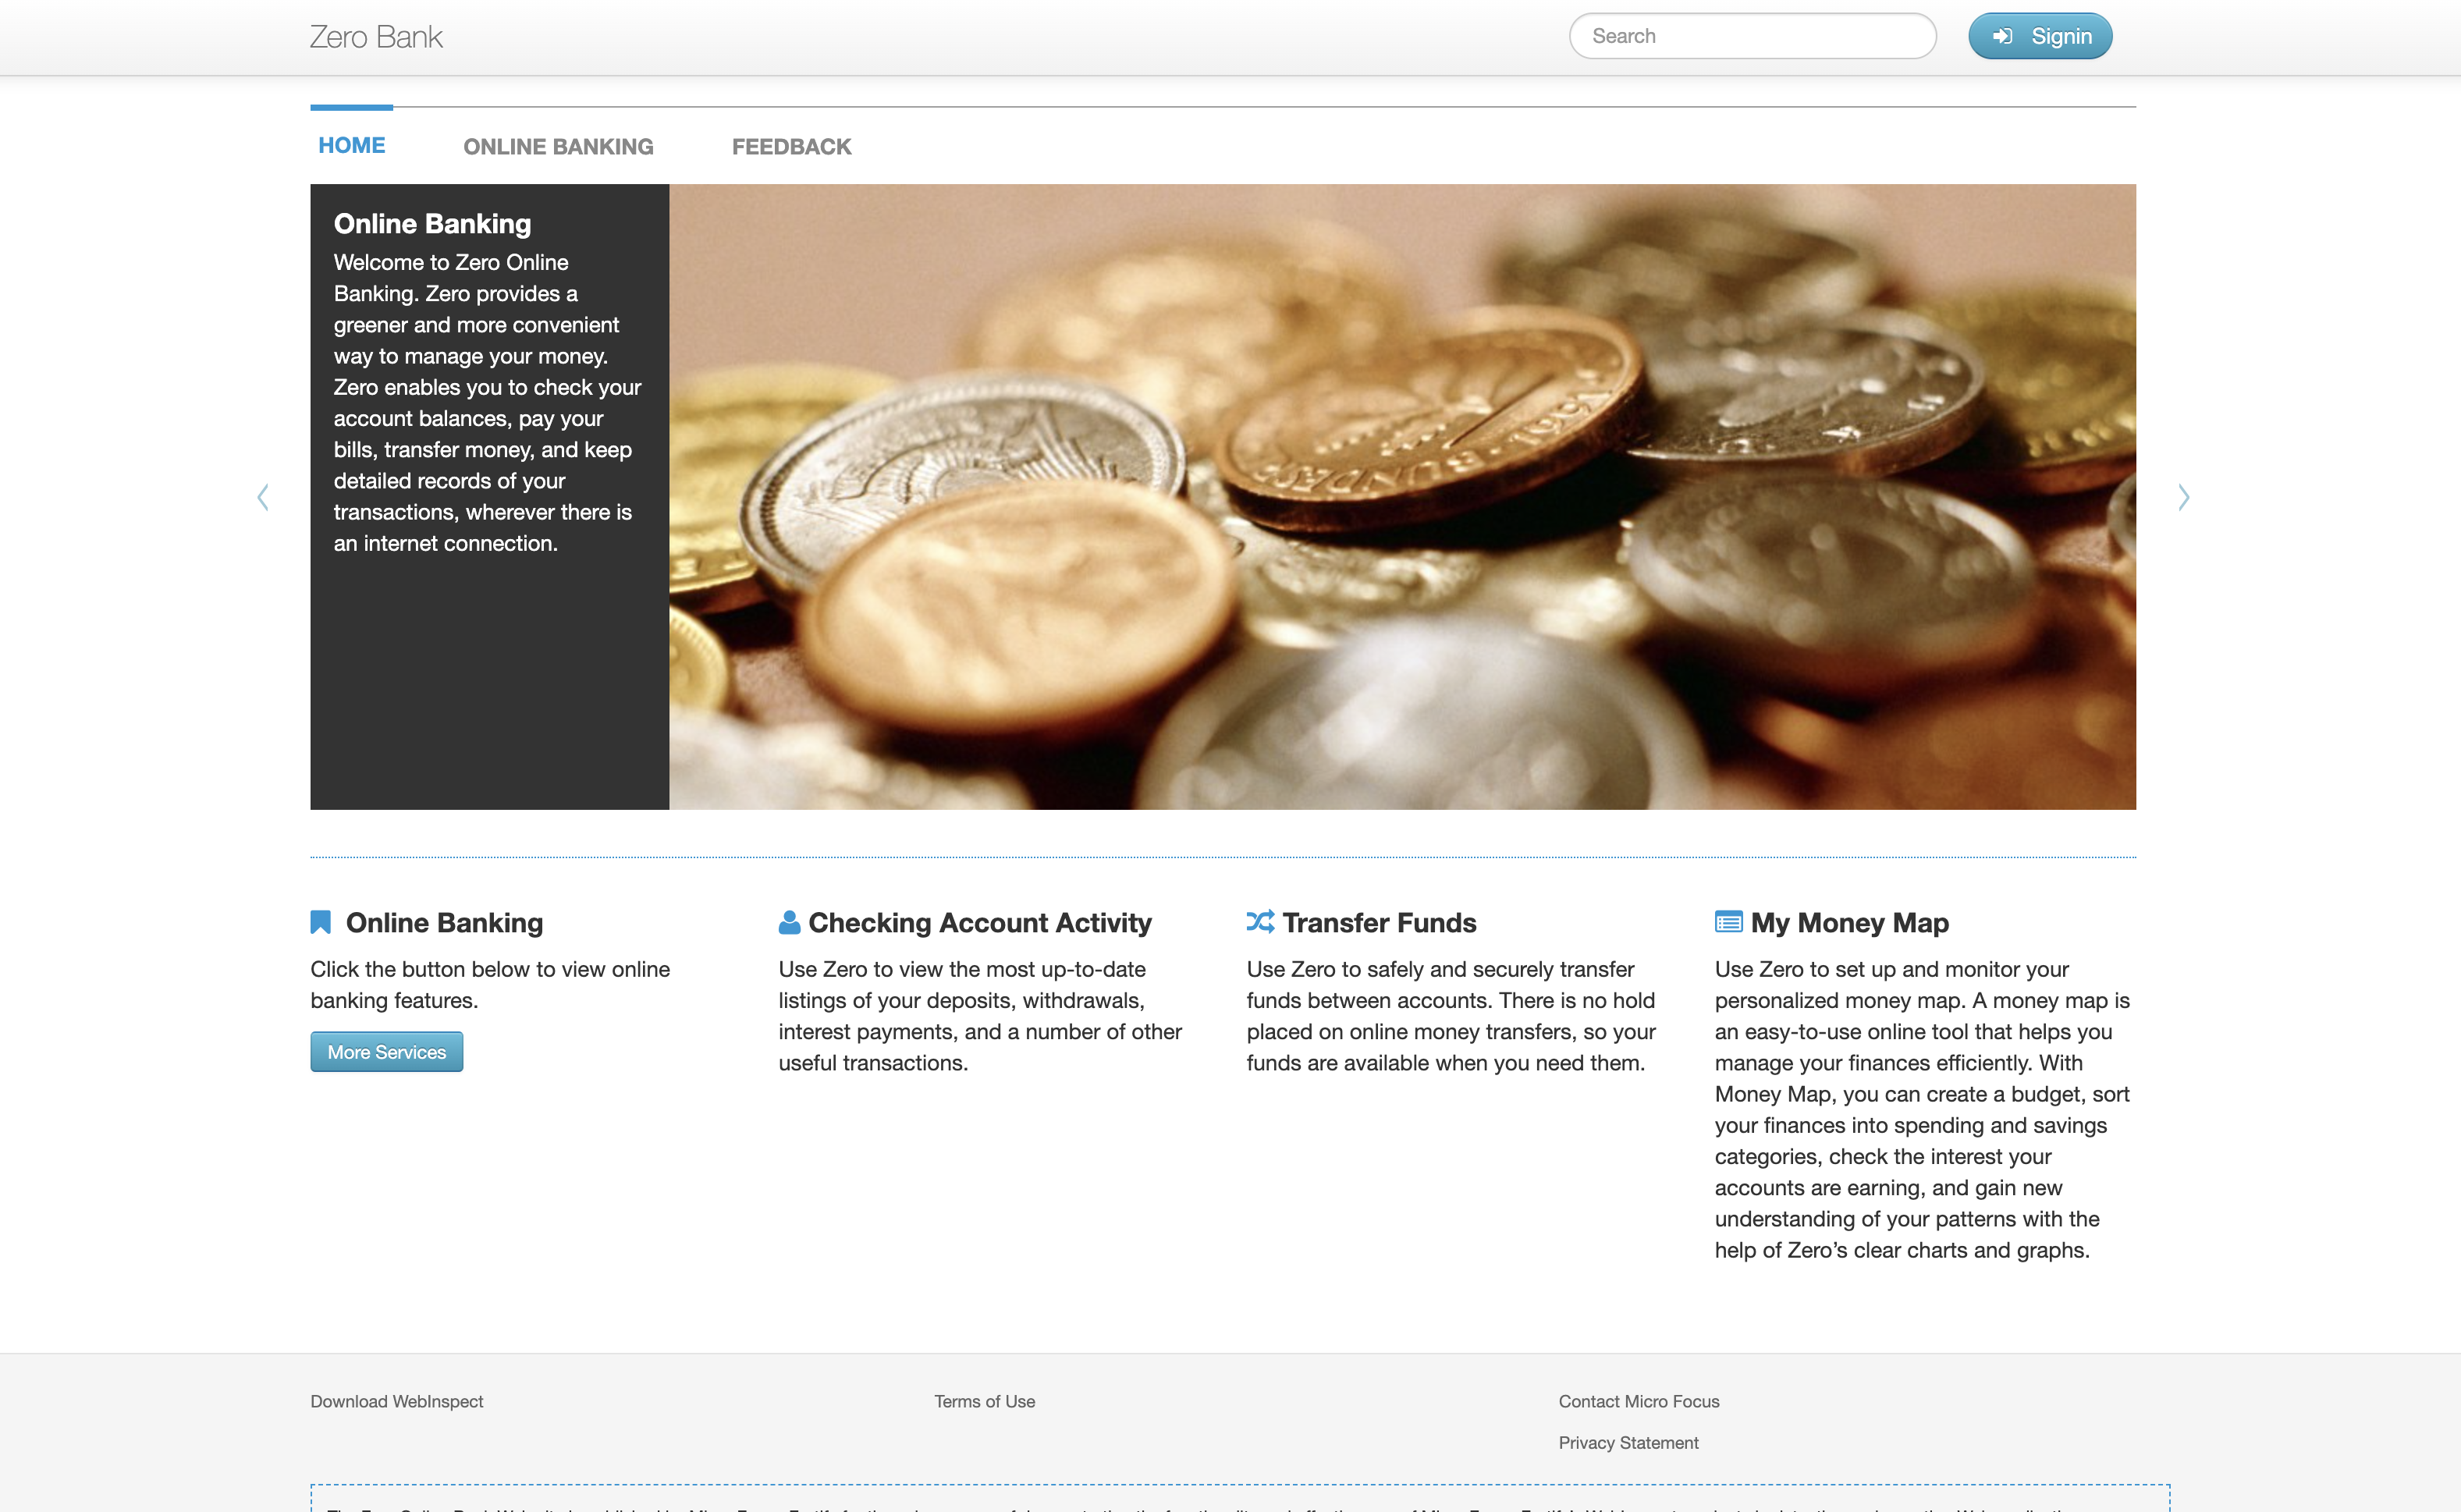 Zero Bank
Search
Signin
HOME
ONLINE BANKING
FEEDBACK
Online Banking
Welcome to Zero Online
Banking. Zero provides a
greener and more convenient
way to manage your money.
Zero enables you to check your
account balances, pay your
bills, transfer money, and keep
detailed records of your
transactions, wherever there is
an internet connection.
Online Banking
Click the button below to view online
banking features.
More Services
Checking Account Activity
Use Zero to view the most up-to-date
listings of your deposits, withdrawals,
interest payments, and a number of other
useful transactions.
Transfer Funds
Use Zero to safely and securely transfer
funds between accounts. There is no hold
placed on online money transfers, so your
funds are available when you need them.
My Money Map
Use Zero to set up and monitor your
personalized money map. A money map is
an easy-to-use online tool that helps you
manage your finances efficiently. With
Money Map, you can create a budget, sort
your finances into spending and savings
categories, check the interest your
accounts are earning, and gain new
understanding of your patterns with the
help of Zero’s clear charts and graphs.
Download WebInspect
Terms of Use
Contact Micro Focus
Privacy Statement